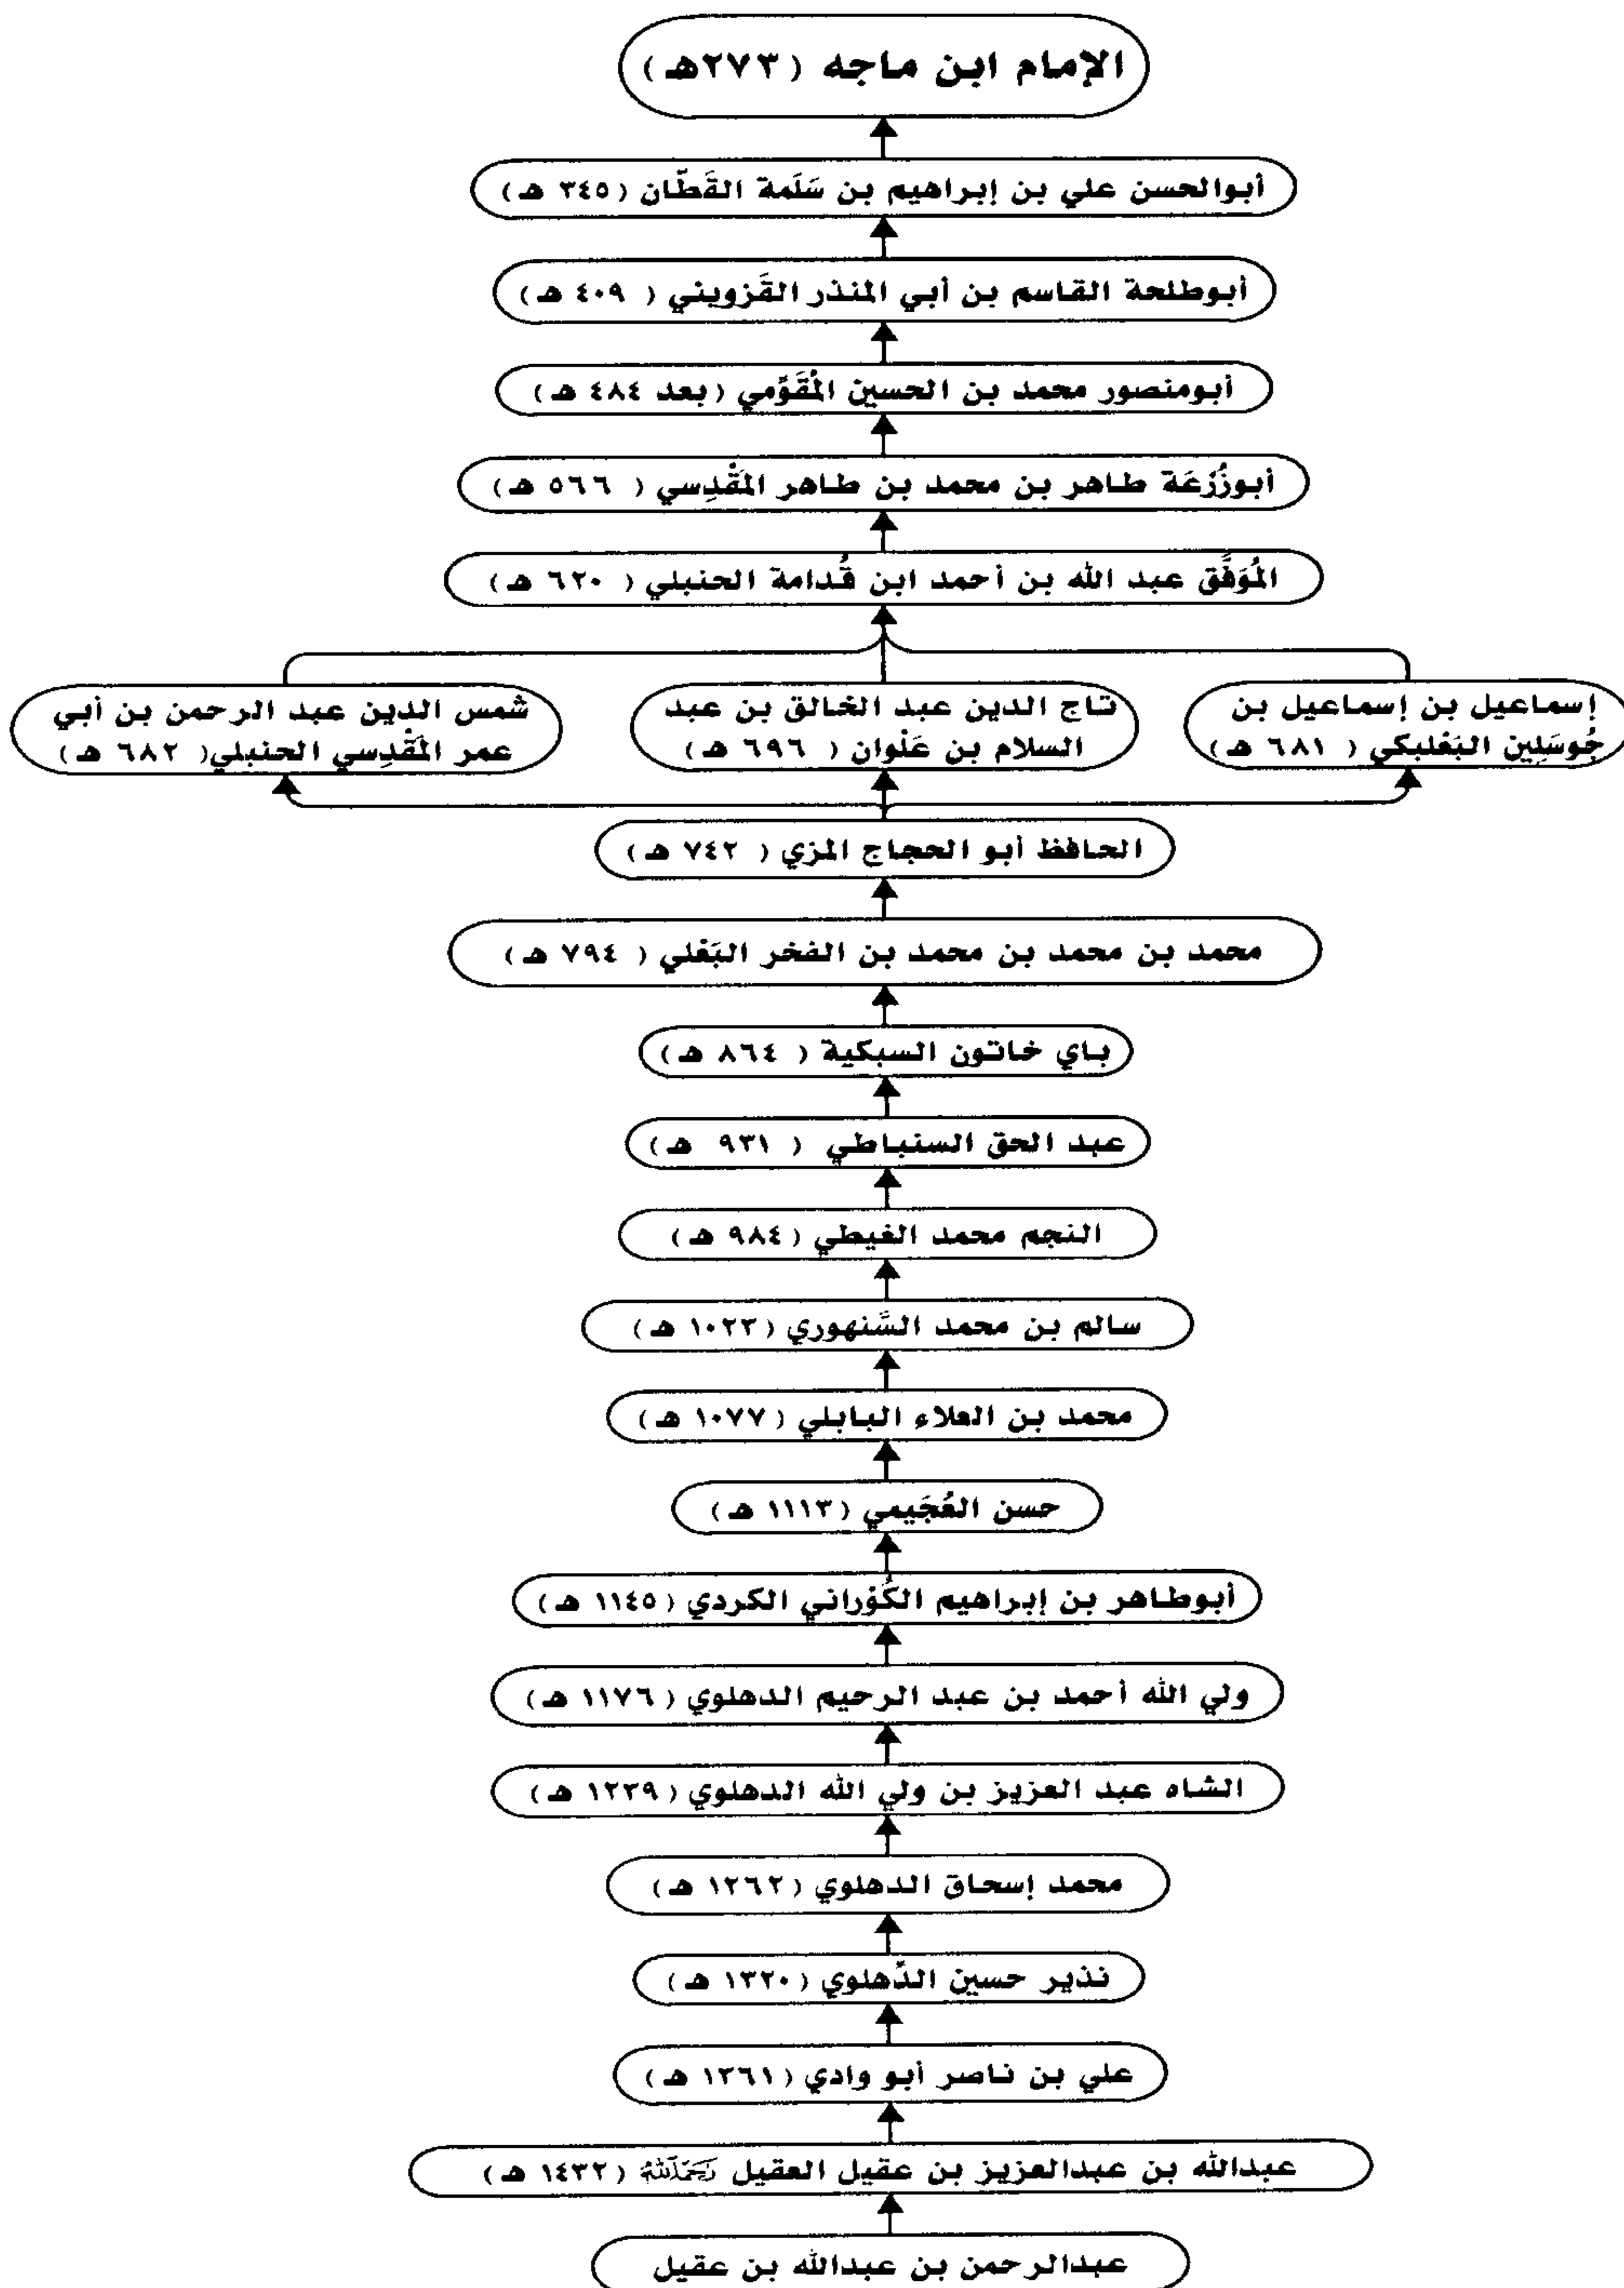 الإمام ابن ماجه (٢٧٣هـ)
أبوالحسن علي بن إبراهيم بن سَلَمة القَطّان (٣٤٥ هـ)
أبوطلحة القاسم بن أبي المنذر القَزويني ( ٤٠٩ هـ)
أبومنصور محمد بن الحسين المُقَوِّمي (بعد ٤٨٤ هـ)
أبوزُرْعَة طاهر بن محمد بن طاهر المَقْدِسي ( ٥٦٦ هـ)
المُوَفَّق عبد الله بن أحمد ابن قُدامة الحنبلي ( ٦٢٠ هـ)
إسماعيل بن إسماعيل بن
جُوسَلِين البَعْلبكي ( ٦٨١ هـ)
تاج الدين عبد الخالق بن عبد
السلام بن عَلْوان ( ٦٩٦ هـ)
شمس الدين عبد الرحمن بن أبي
عمر المَقْدِسي الحنبلي( ٦٨٢ هـ)
الحافظ أبو الحجاج المزي ( ٧٤٢ هـ)
محمد بن محمد بن محمد بن الفخر البَعْلي ( ٧٩٤ هـ)
باي خاتون السبكية ( ٨٦٤ هـ)
عبد الحق السنباطي ( ٩٣١ هـ)
النجم محمد الغيطي (٩٨٤ هـ)
سالم بن محمد السَّنهوري (١٠٢٣ هـ)
محمد بن العلاء البابلي (١٠٧٧ هـ)
حسن العُجَيمي (١١١٣ هـ)
أبوطاهر بن إبراهيم الكُوْراني الكردي (١١٤٥ هـ)
ولي الله أحمد بن عبد الرحيم الدهلوي (١١٧٦ هـ)
الشاه عبد العزيز بن ولي الله الدهلوي (١٢٣٩ هـ)
محمد إسحاق الدهلوي (١٢٦٢ هـ)
نذير حسين الدِّهلوي (١٣٢٠ هـ)
علي بن ناصر أبو وادي (١٣٦١ هـ)
عبدالله بن عبدالعزيز بن عقيل العقيل رَحِمَهُ اللهُ (١٤٣٢ هـ)
عبدالرحمن بن عبدالله بن عقيل